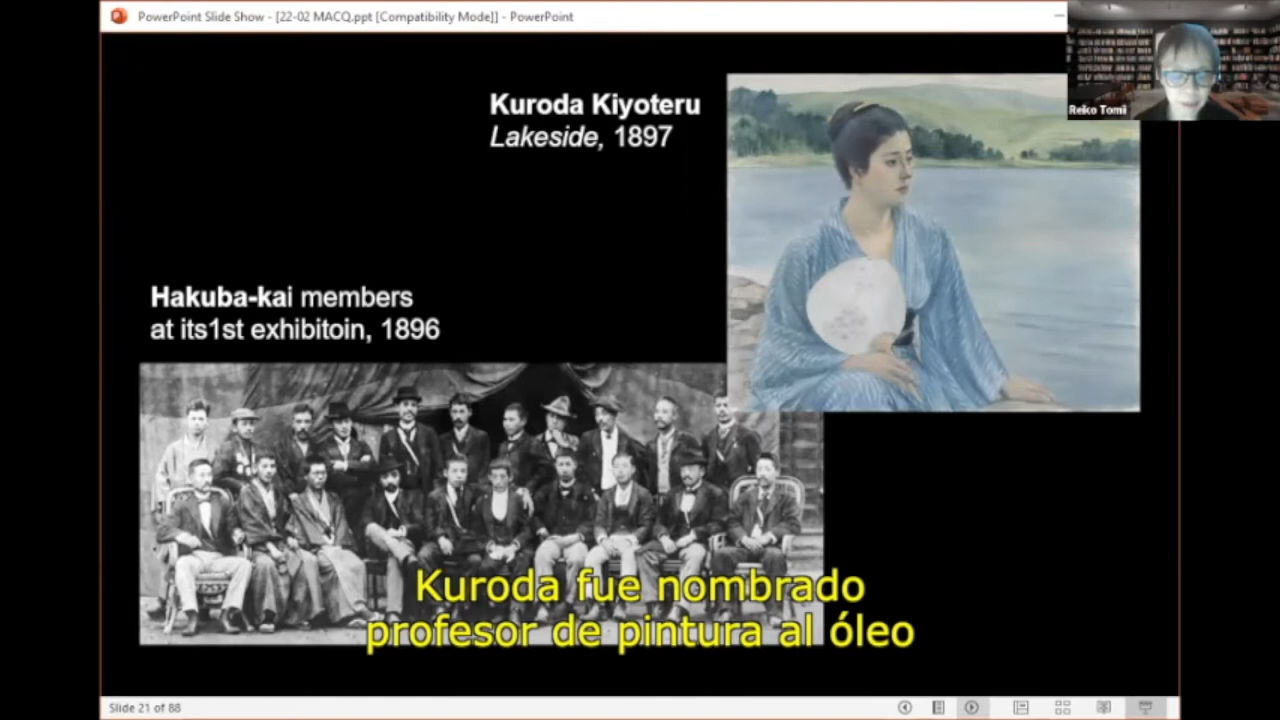 PowerPoint Slide Show - [22-02 MACQ.ppt [Compatibility Mode]] - PowerPoint
Reiko Tomii
Kuroda Kiyoteru
Lakeside, 1897
Hakuba-kai members
at its1st exhibitoin, 1896
Kuroda fue nombrado
profesor de pintura al óleo
Slide 21 of 88